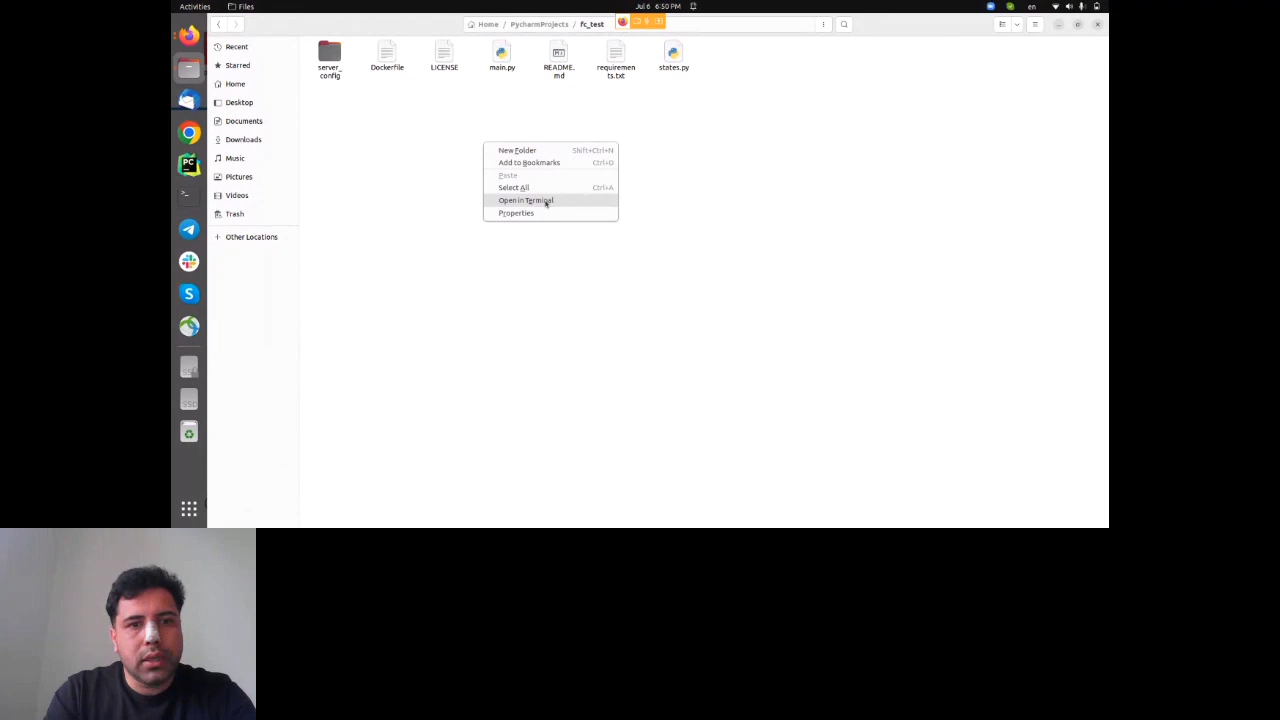 Activities Files Jul 6 6:50 PM en
Home / PycharmProjects / fc_test
Recent
Starred
Home
Desktop
Documents
Downloads
Music
Pictures
Videos
Trash
Other Locations
server_
config
Dockerfile
LICENSE
main.py
README.
md
requiremen
ts.txt
states.py
New Folder Shift+Ctrl+N
Add to Bookmarks Ctrl+D
Paste
Select All Ctrl+A
Open in Terminal
Properties
PC
S
SSD